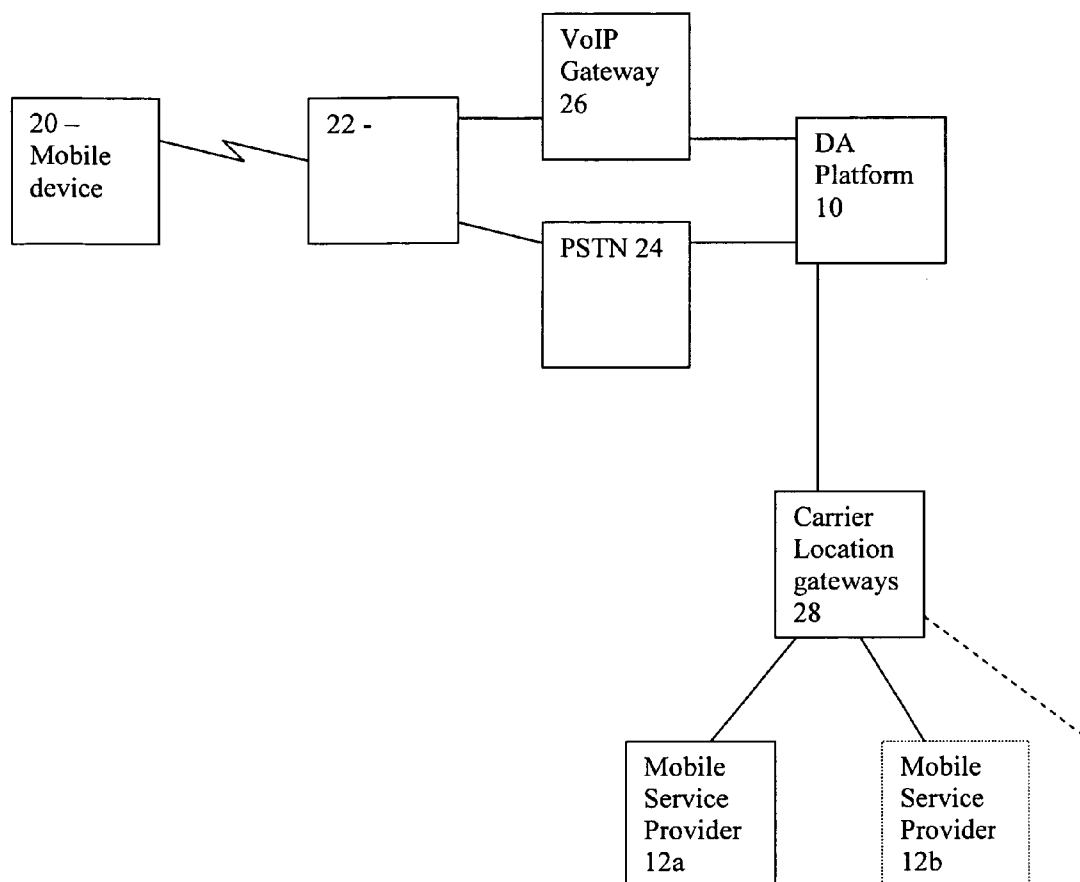 VoIP
Gateway
26
20 –
Mobile
device
22 -
DA
Platform
10
PSTN 24
Carrier
Location
gateways
28
Mobile
Service
Provider
12a
Mobile
Service
Provider
12b